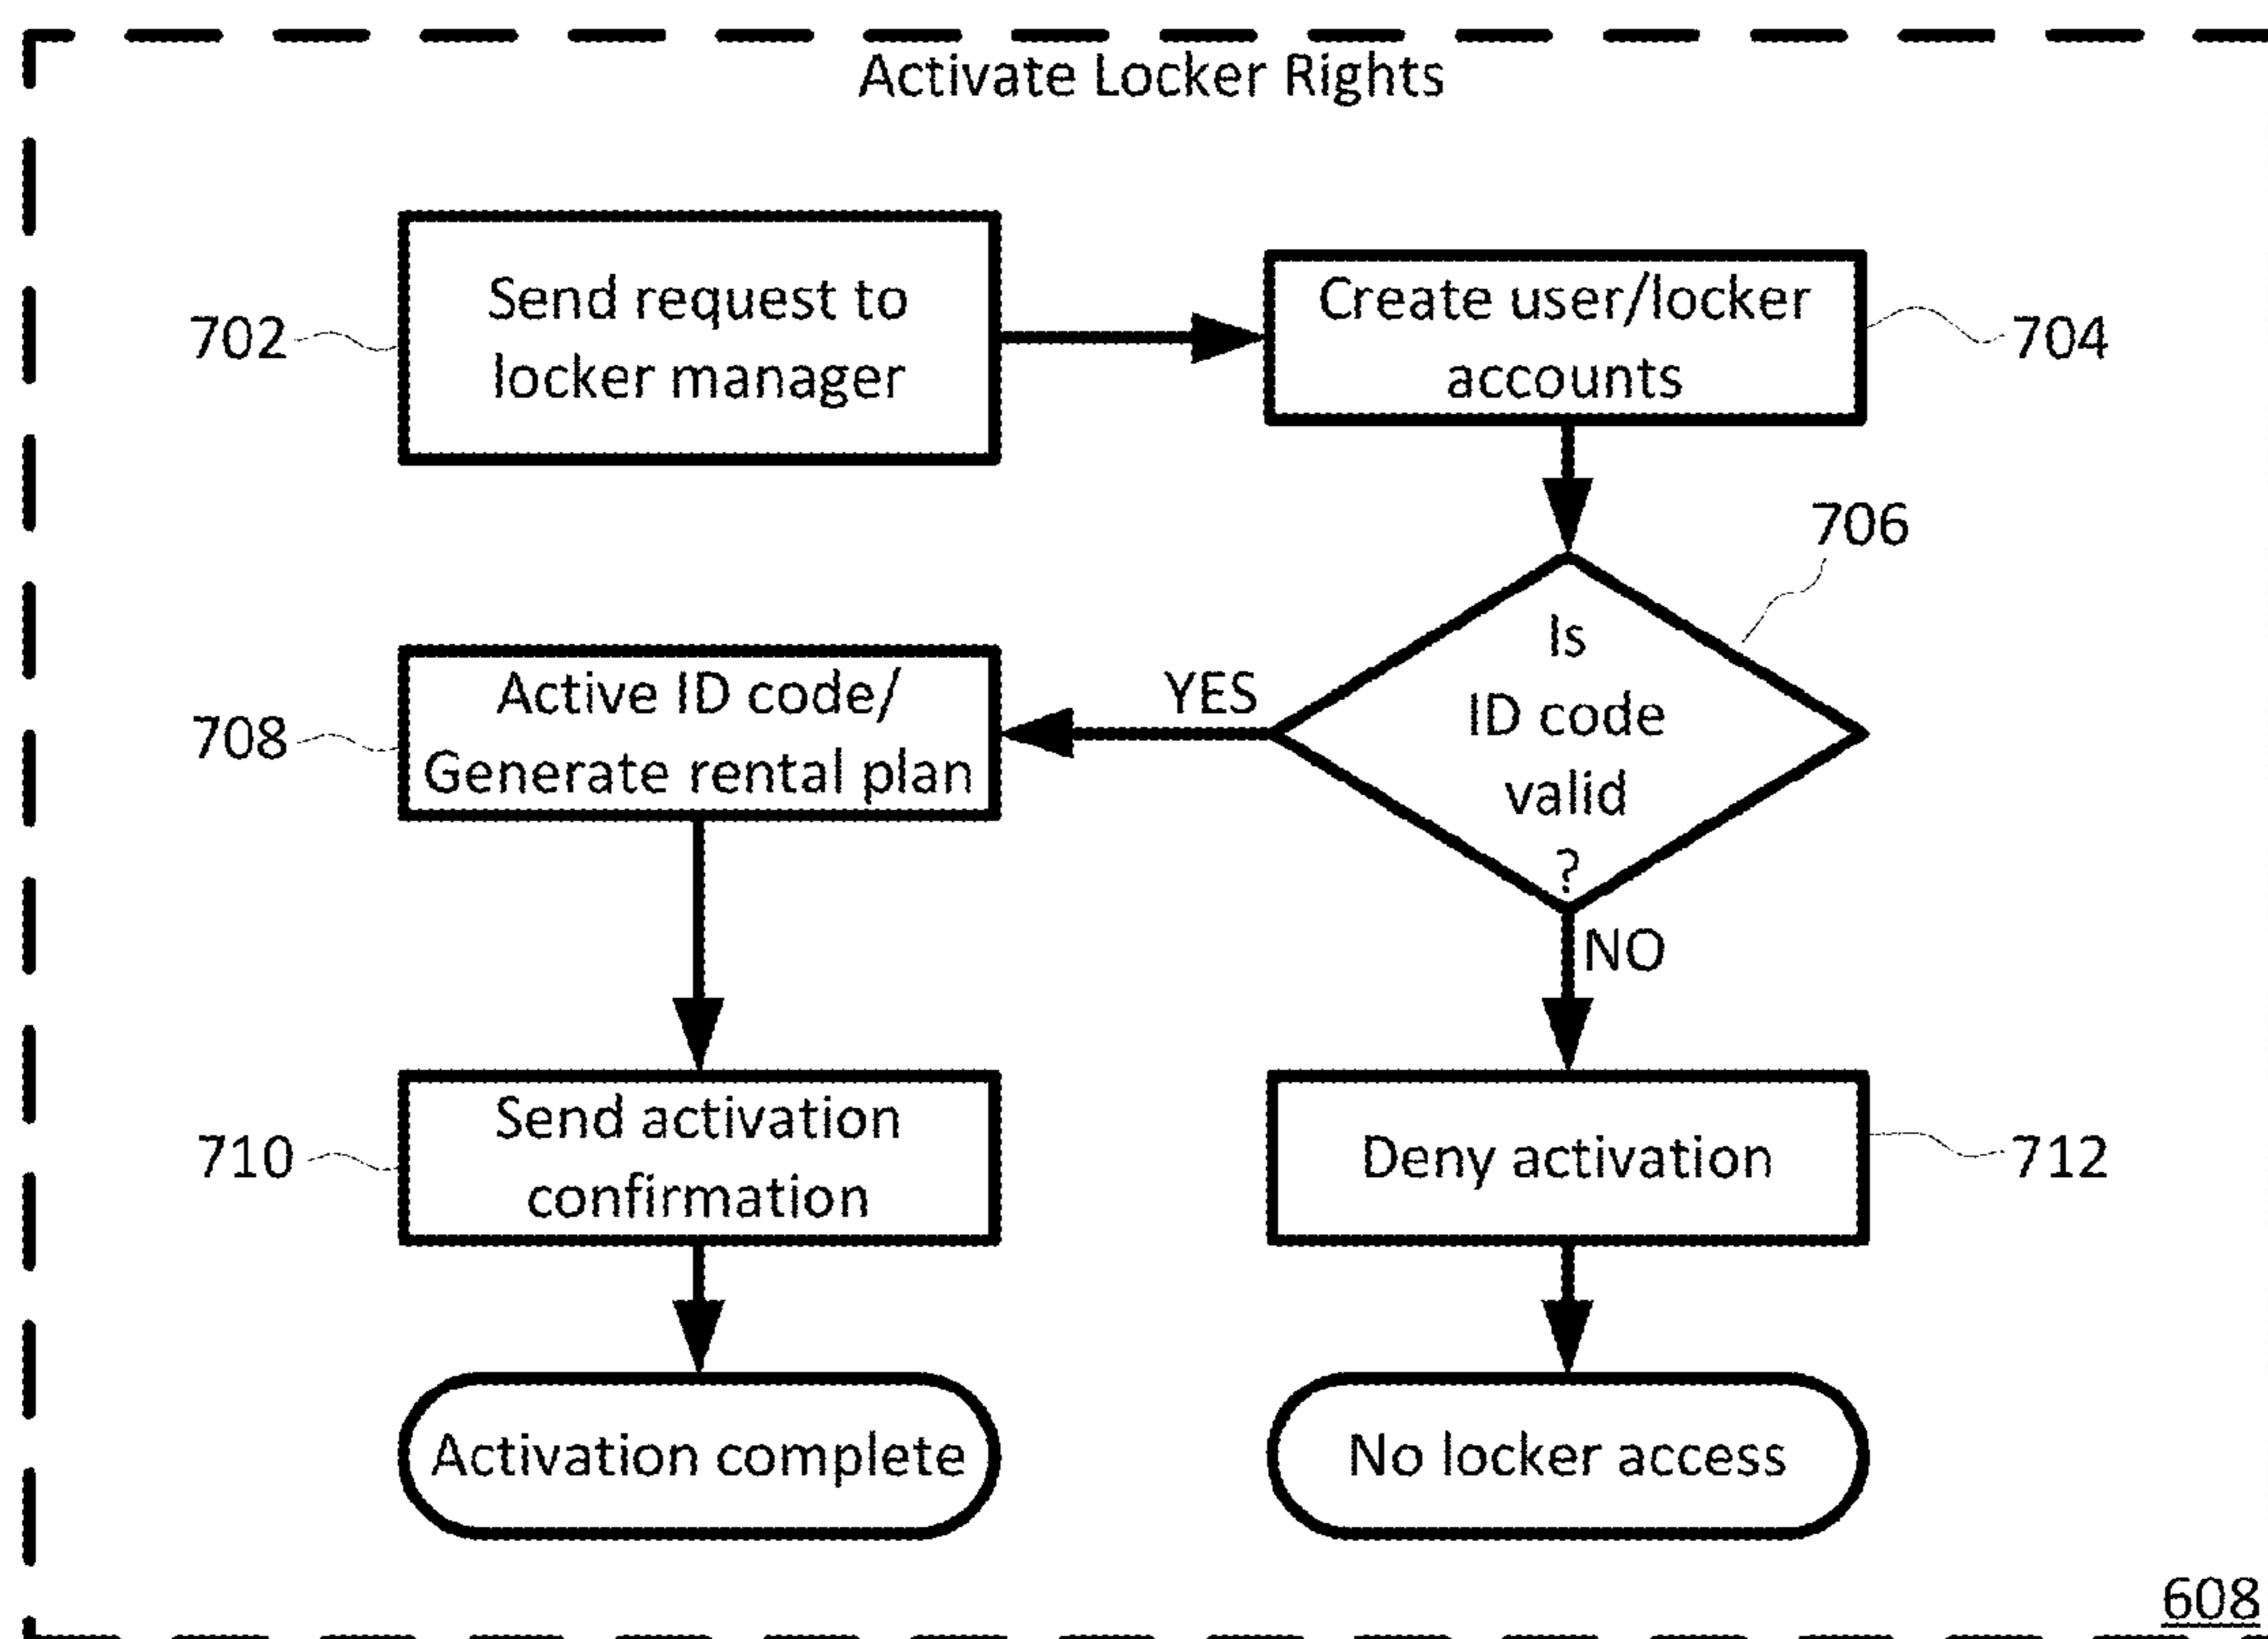 Activate Locker Rights
702
Send request to
locker manager
Create user/locker
accounts
704
706
Is
ID code
valid
?
YES
NO
708
Active ID code/
Generate rental plan
710
Send activation
confirmation
Deny activation
712
Activation complete
No locker access
608